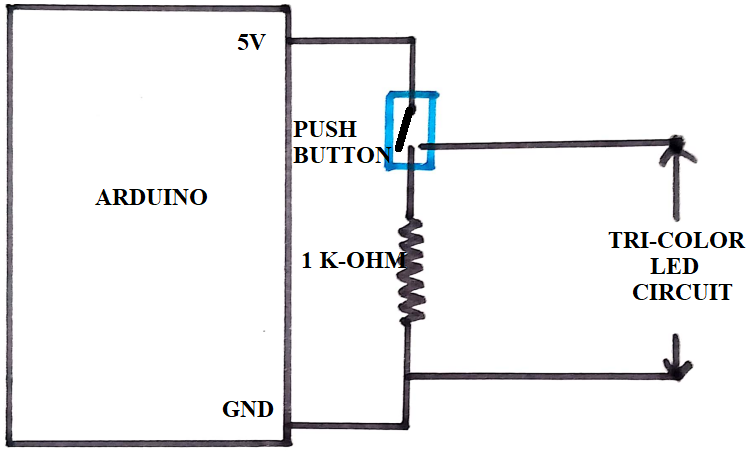 5V
PUSH
BUTTON
ARDUINO
1 K-OHM
TRI-COLOR
LED
CIRCUIT
GND